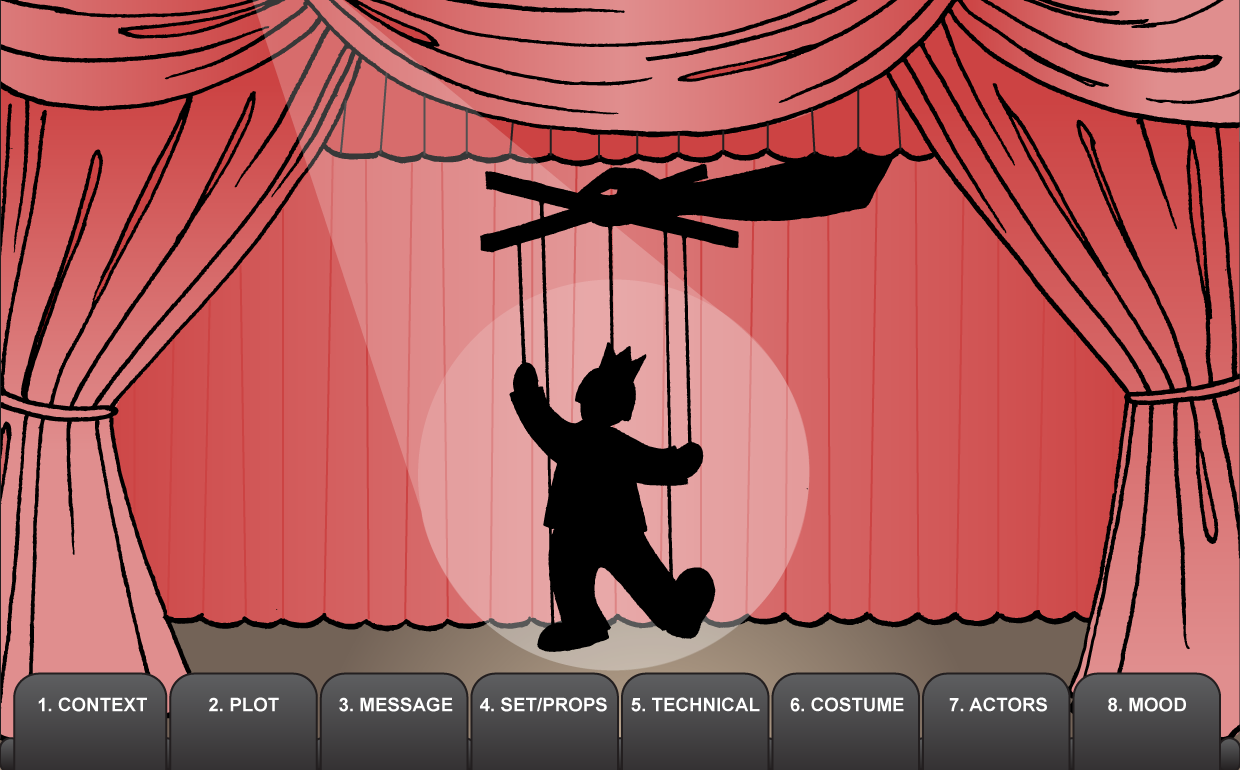 1. CONTEXT
2. PLOT
3. MESSAGE
4. SET/PROPS
5. TECHNICAL
6. COSTUME
7. ACTORS
8. MOOD